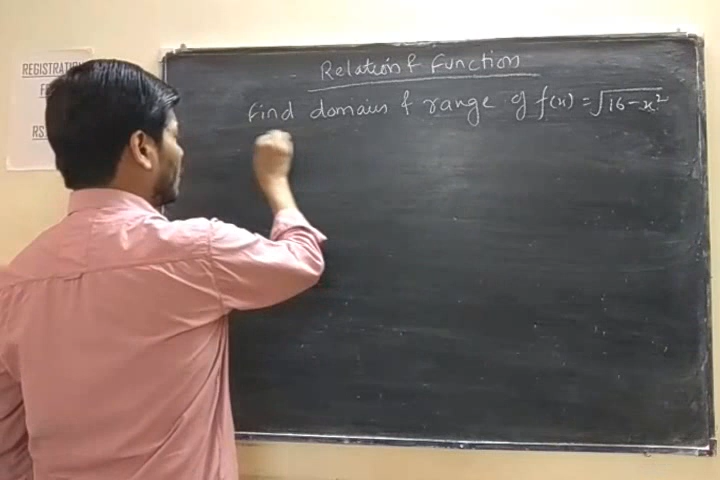 Relation & Function
Find domain & range of f(x) = √16-x²
REGISTRATION
RS